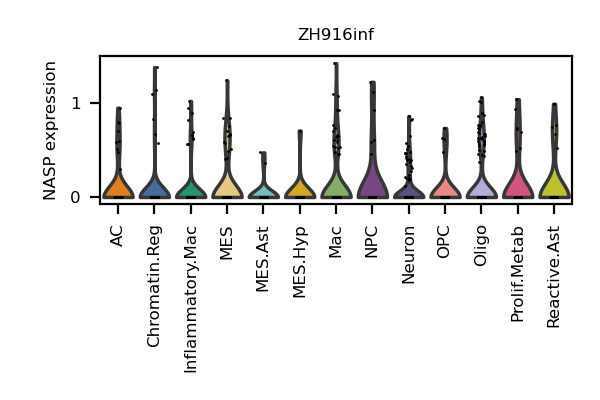 ZH916inf
NASP expression
1
0
AC
Chromatin.Reg
Inflammatory.Mac
MES
MES.Ast
MES.Hyp
Mac
NPC
Neuron
OPC
Oligo
Prolif.Metab
Reactive.Ast